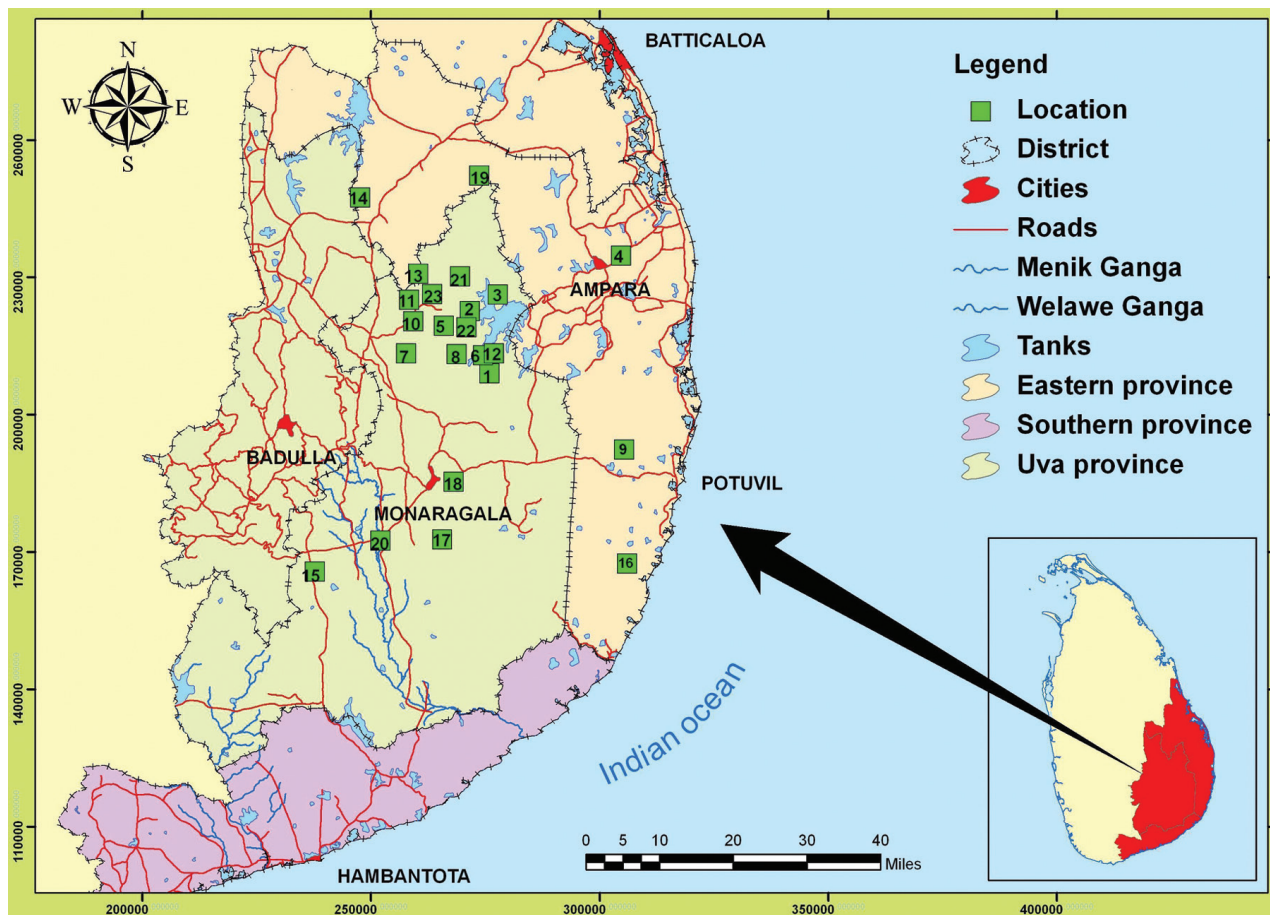 BATTICALOA
N
W
E
S
Legend
Location
District
Cities
Roads
Menik Ganga
Welawe Ganga
Tanks
Eastern province
Southern province
Uva province
260000
230000
200000
170000
140000
110000
19
14
4
13
21
AMPARA
11
23
3
2
10
5
22
7
8
6
12
1
9
BADULLA
18
POTUVIL
MONARAGALA
20
17
16
15
Indian ocean
0 5 10 20 30 40
Miles
HAMBANTOTA
200000 250000 300000 350000 400000